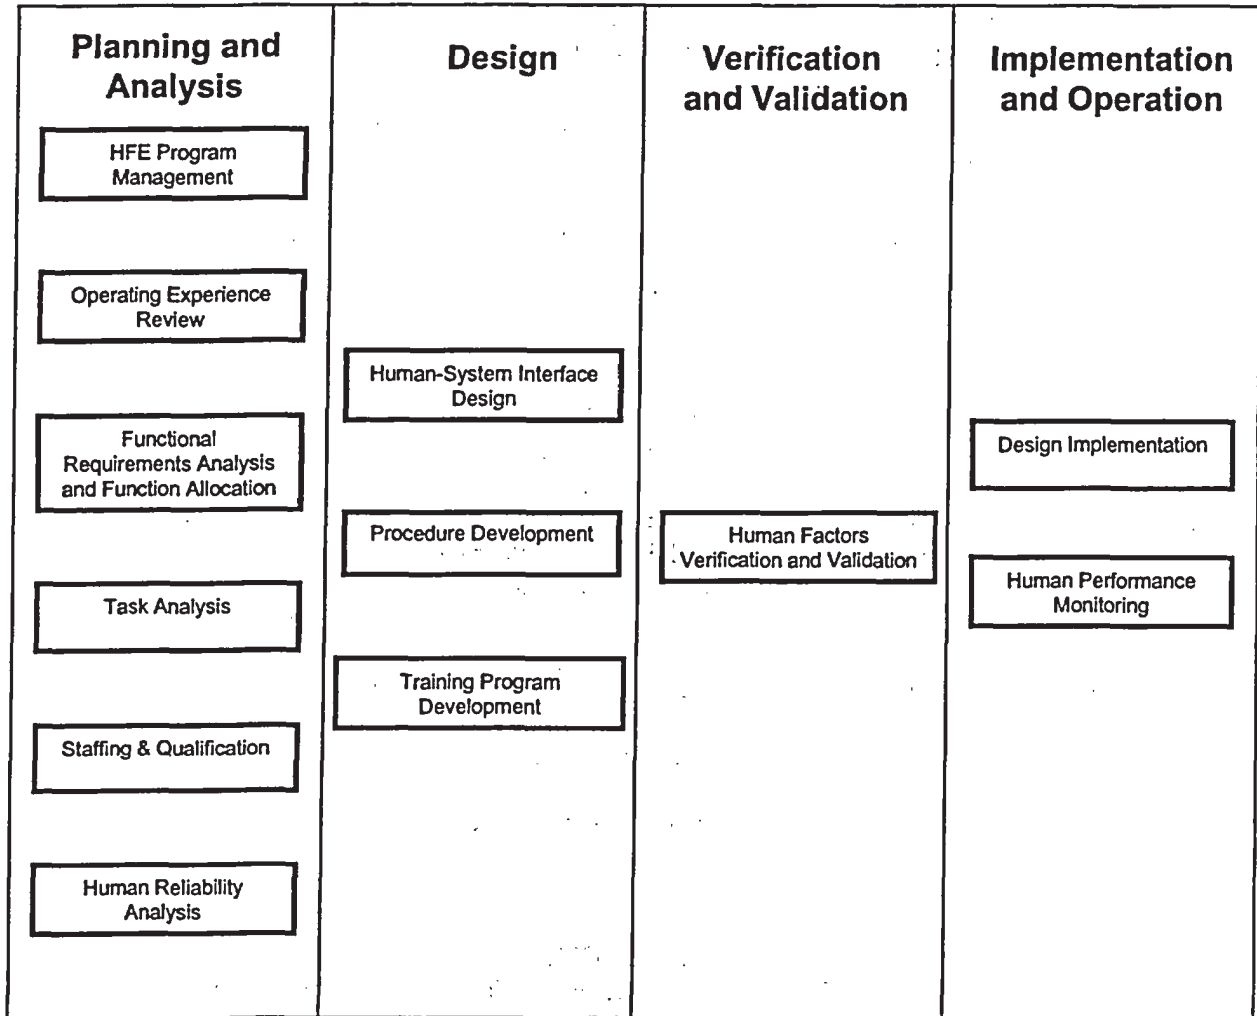 Planning and
Analysis
HFE Program
Management
Operating Experience
Review
Functional
Requirements Analysis
and Function Allocation
Task Analysis
Staffing & Qualification
Human Reliability
Analysis
Design
Human-System Interface
Design
Procedure Development
Training Program
Development
Verification
and Validation
Human Factors
Verification and Validation
Implementation
and Operation
Design Implementation
Human Performance
Monitoring